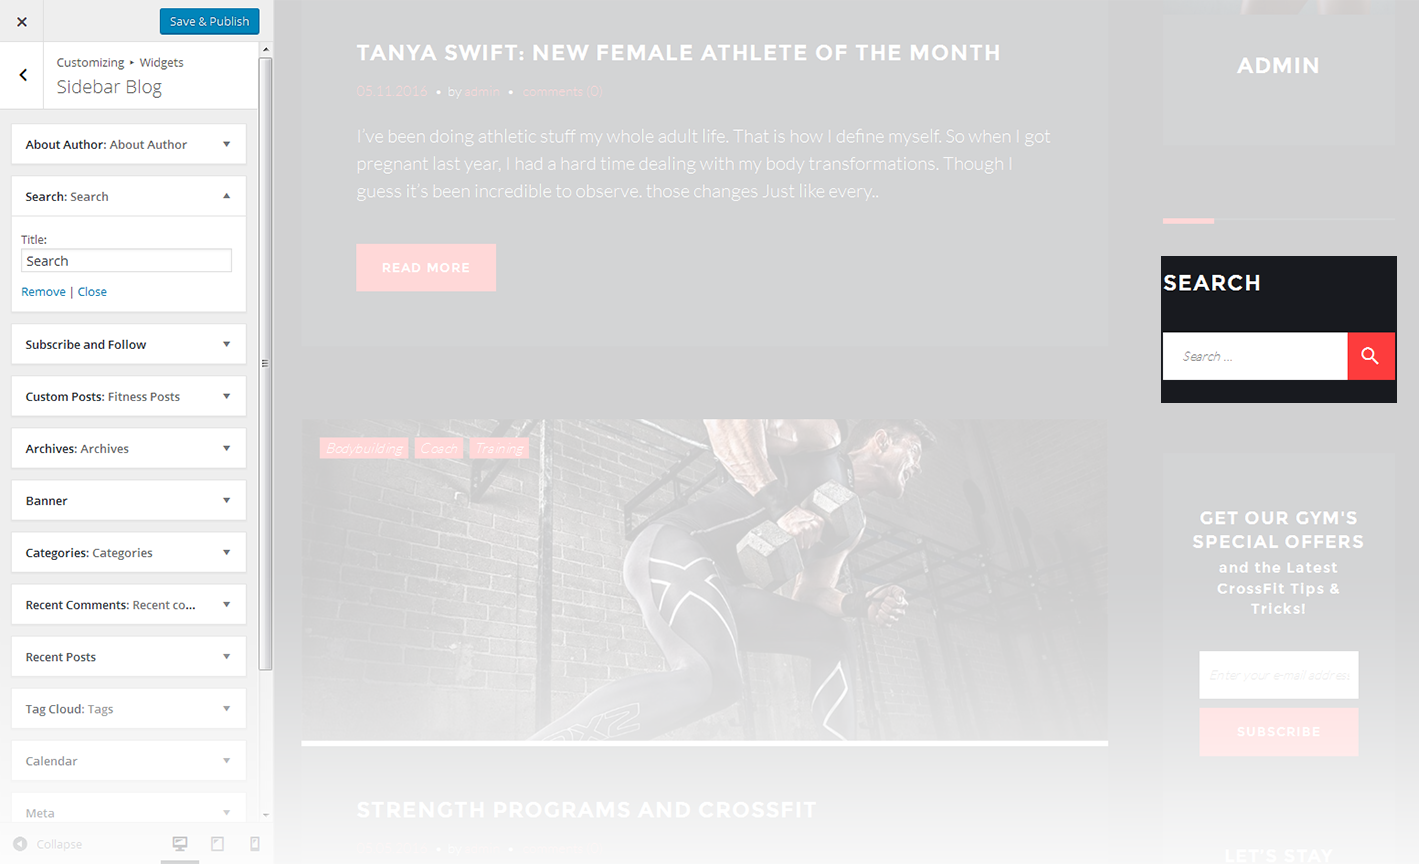 Save & Publish
Customizing ▸ Widgets
Sidebar Blog
About Author: About Author
Search: Search
Title:
Search
Remove | Close
Subscribe and Follow
Custom Posts: Fitness Posts
Archives: Archives
Banner
Categories: Categories
Recent Comments: Recent co...
Recent Posts
Tag Cloud: Tags
Calendar
Meta
Collapse
TANYA SWIFT: NEW FEMALE ATHLETE OF THE MONTH
05.11.2016 • by admin • comments (0)
I've been doing athletic stuff my whole adult life. That is how I define myself. So when I got
pregnant last year, I had a hard time dealing with my body transformations. Though I
guess it's been incredible to observe. those changes Just like every..
READ MORE
Bodybuilding Coach Training
STRENGTH PROGRAMS AND CROSSFIT
ADMIN
SEARCH
Search ...
GET OUR GYM'S
SPECIAL OFFERS
and the Latest
CrossFit Tips &
Tricks!
Enter your e-mail address
SUBSCRIBE
LET'S STAY